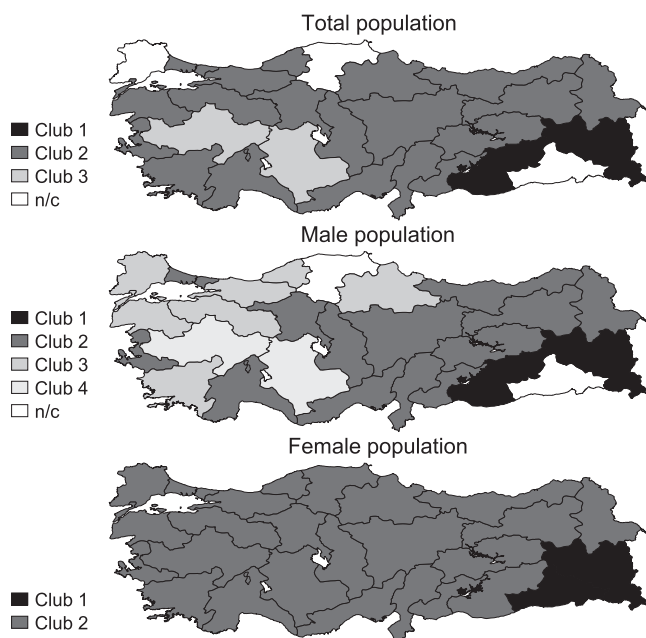 Total population
Club 1
Club 2
Club 3
n/c
Male population
Club 1
Club 2
Club 3
Club 4
n/c
Female population
Club 1
Club 2